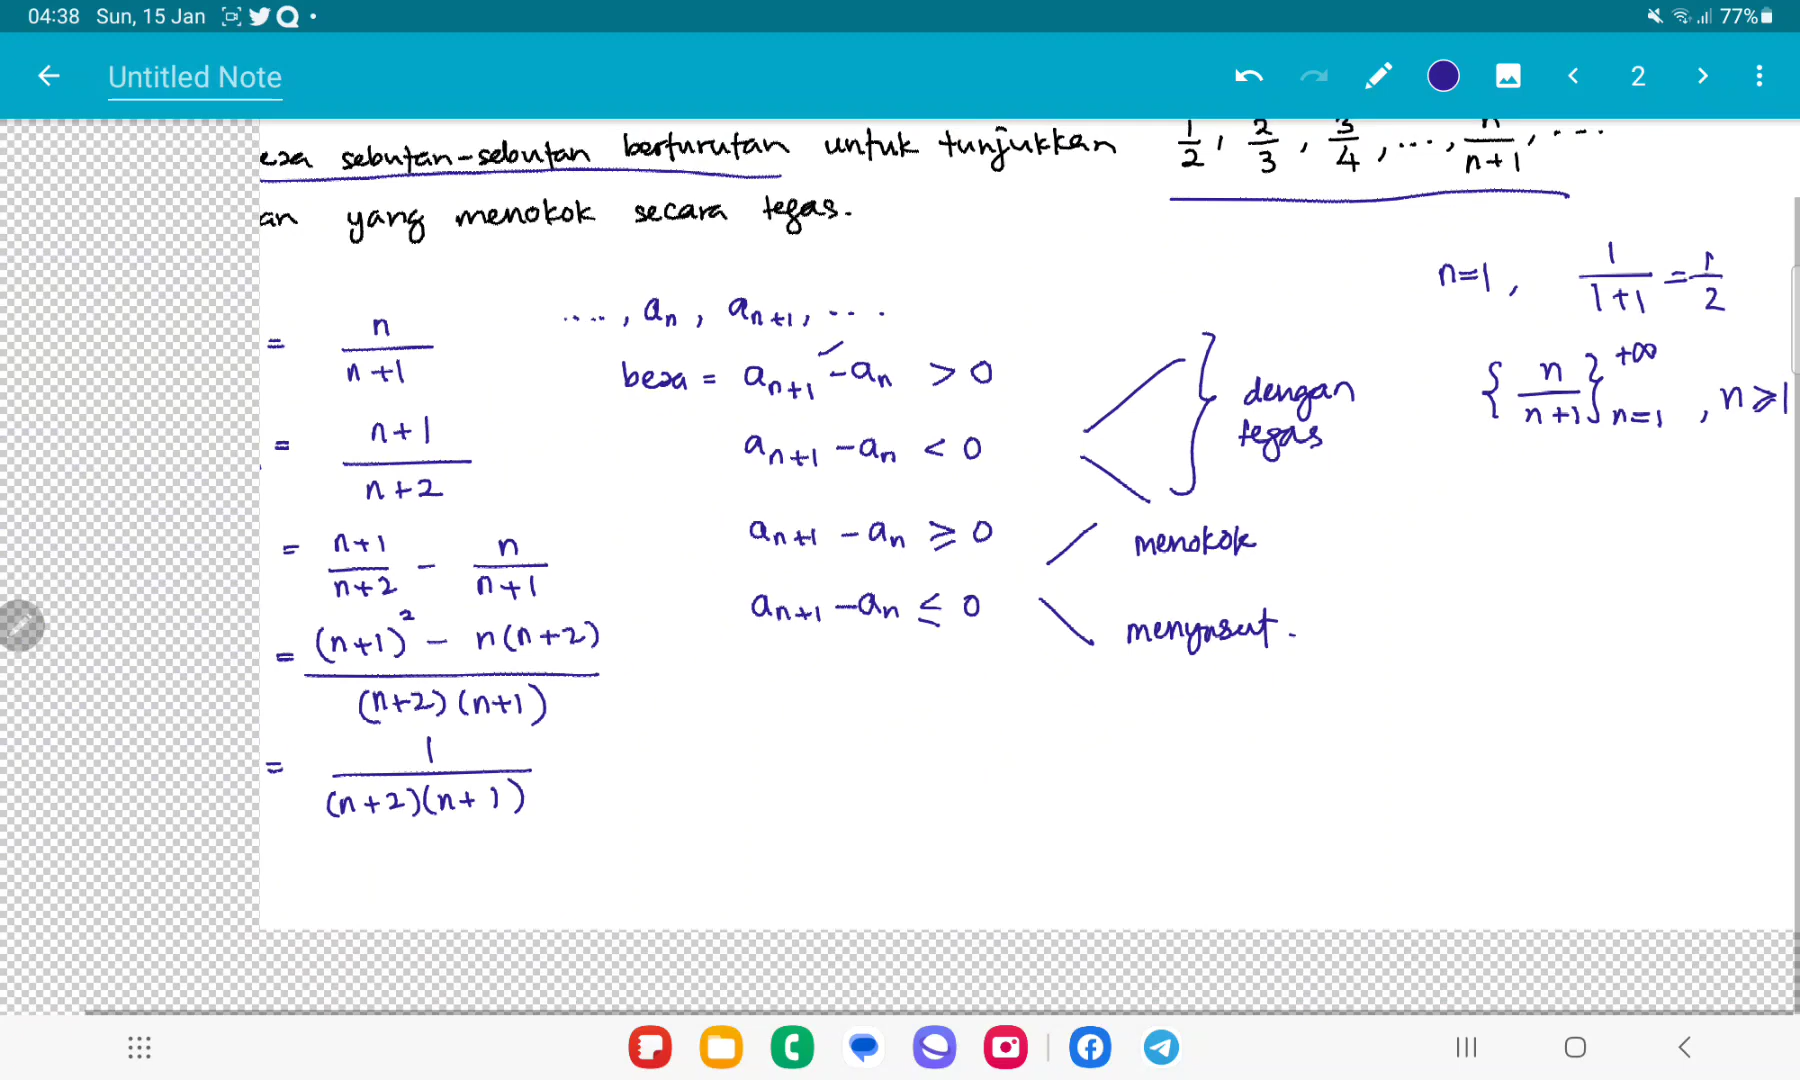 04:38 Sun, 15 Jan 77%
Untitled Note 2
eza sebutan-sebutan berturutan untuk tunjukkan 1/2, 2/3, 3/4, ..., n/n+1, ...
an yang menokok secara tegas.
n=1, 1/1+1 = 1/2
= n/n+1
....., aₙ, aₙ₊₁, ....
beza = aₙ₊₁ - aₙ > 0
{n/n+1}ₙ₌₁^+∞, n ≥ 1
dengan
tegas
= n+1/n+2
aₙ₊₁ - aₙ < 0
= n+1/n+2 - n/n+1
aₙ₊₁ - aₙ ≥ 0 menokok
= (n+1)² - n(n+2)/(n+2)(n+1)
aₙ₊₁ - aₙ ≤ 0 menyusut.
= 1/(n+2)(n+1)